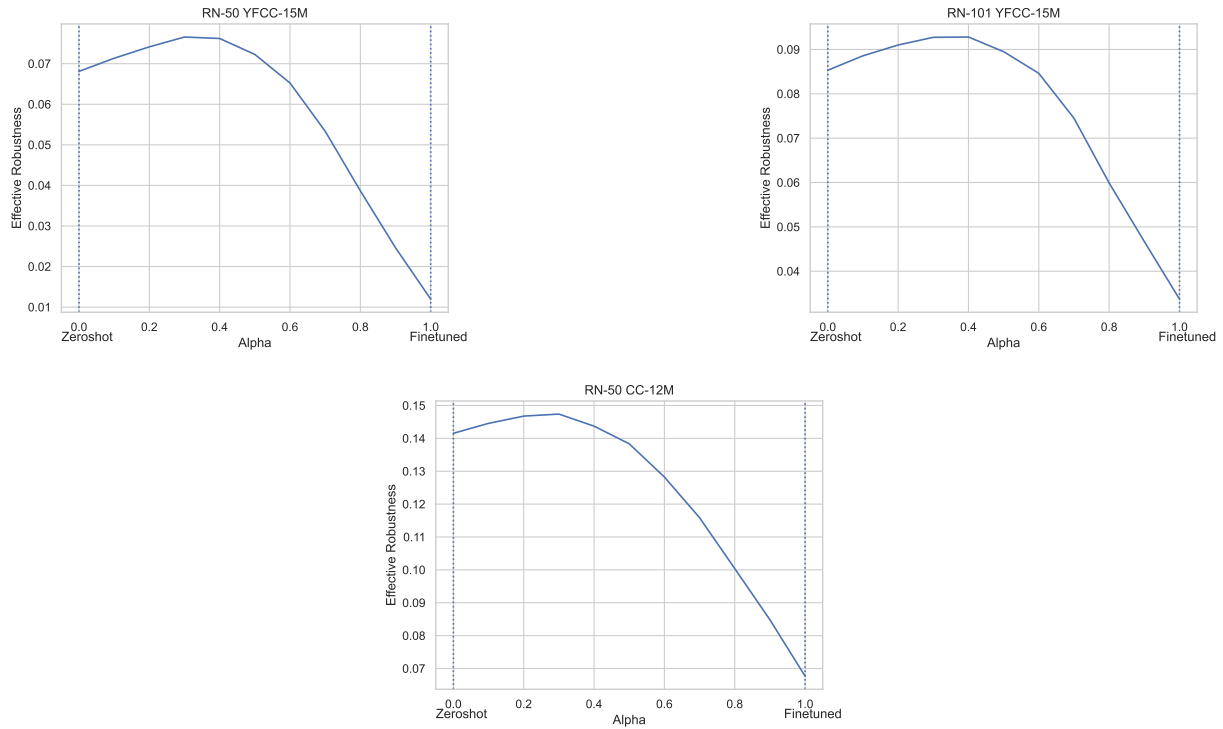 RN-50 YFCC-15M
0.07
0.06
0.05
0.04
0.03
0.02
0.01
Effective Robustness
0.0 0.2 0.4 0.6 0.8 1.0
Zeroshot Finetuned
Alpha
RN-101 YFCC-15M
0.09
0.08
0.07
0.06
0.05
0.04
Effective Robustness
0.0 0.2 0.4 0.6 0.8 1.0
Zeroshot Finetuned
Alpha
RN-50 CC-12M
0.15
0.14
0.13
0.12
0.11
0.10
0.09
0.08
0.07
Effective Robustness
0.0 0.2 0.4 0.6 0.8 1.0
Zeroshot Finetuned
Alpha